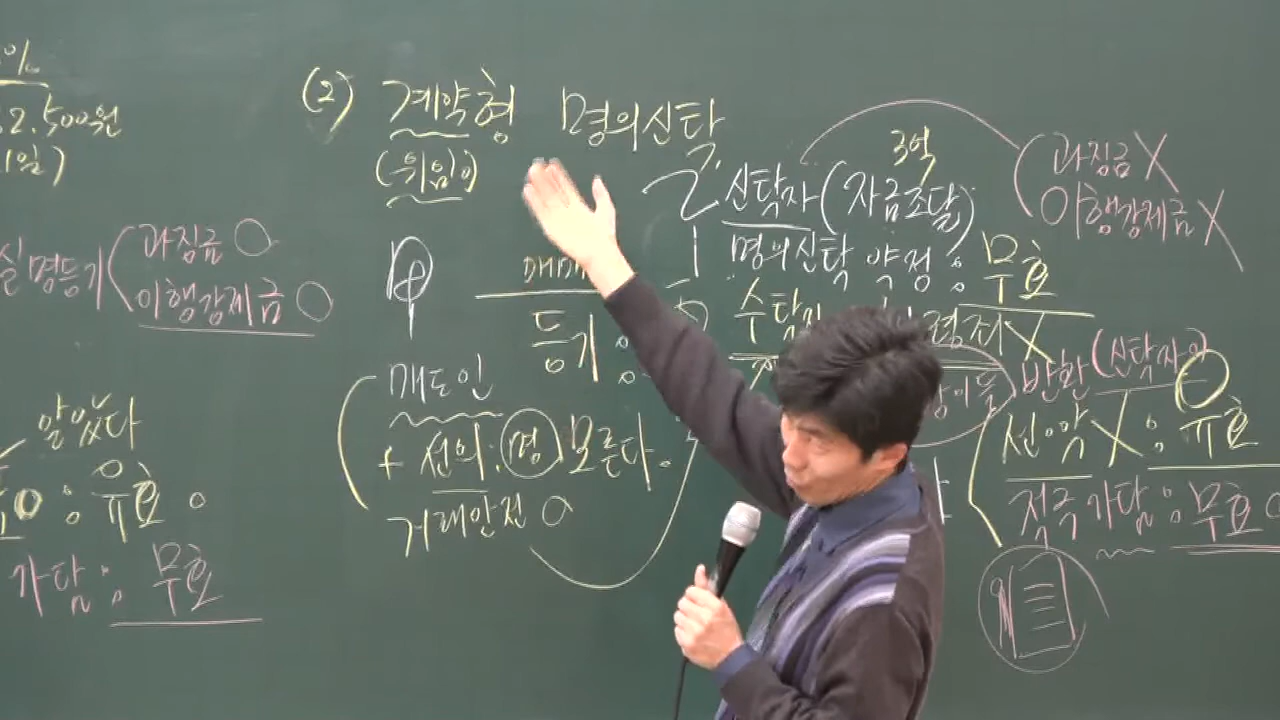 (2) 계약형 명의신탁
(위임)
2.500원
1일)
실명등기
과징금 O
이행강제금 O
알았다
유효
가담: 무효
매도인
+ 선의: 명 모른다.
거래안전
등기:
3억
신탁자 (자금조달)
명의신탁 약정: 무효
수탁자
과징금 X
이행강제금 X
반환 (신탁자에
선.악 X: 유효
적극 가담: 무효